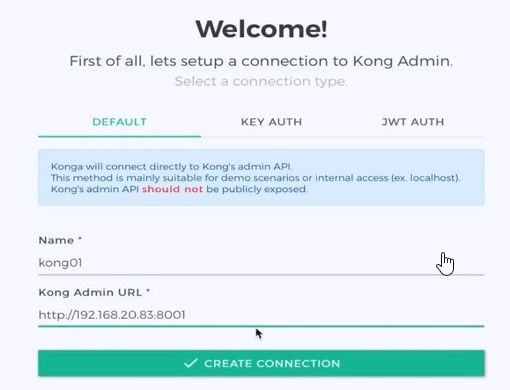 Welcome!
First of all, lets setup a connection to Kong Admin.
Select a connection type.
DEFAULT KEY AUTH JWT AUTH
Konga will connect directly to Kong's admin API.
This method is mainly suitable for demo scenarios or internal access (ex. localhost).
Kong's admin API should not be publicly exposed.
Name *
kong01
Kong Admin URL *
http://192.168.20.83:8001
CREATE CONNECTION